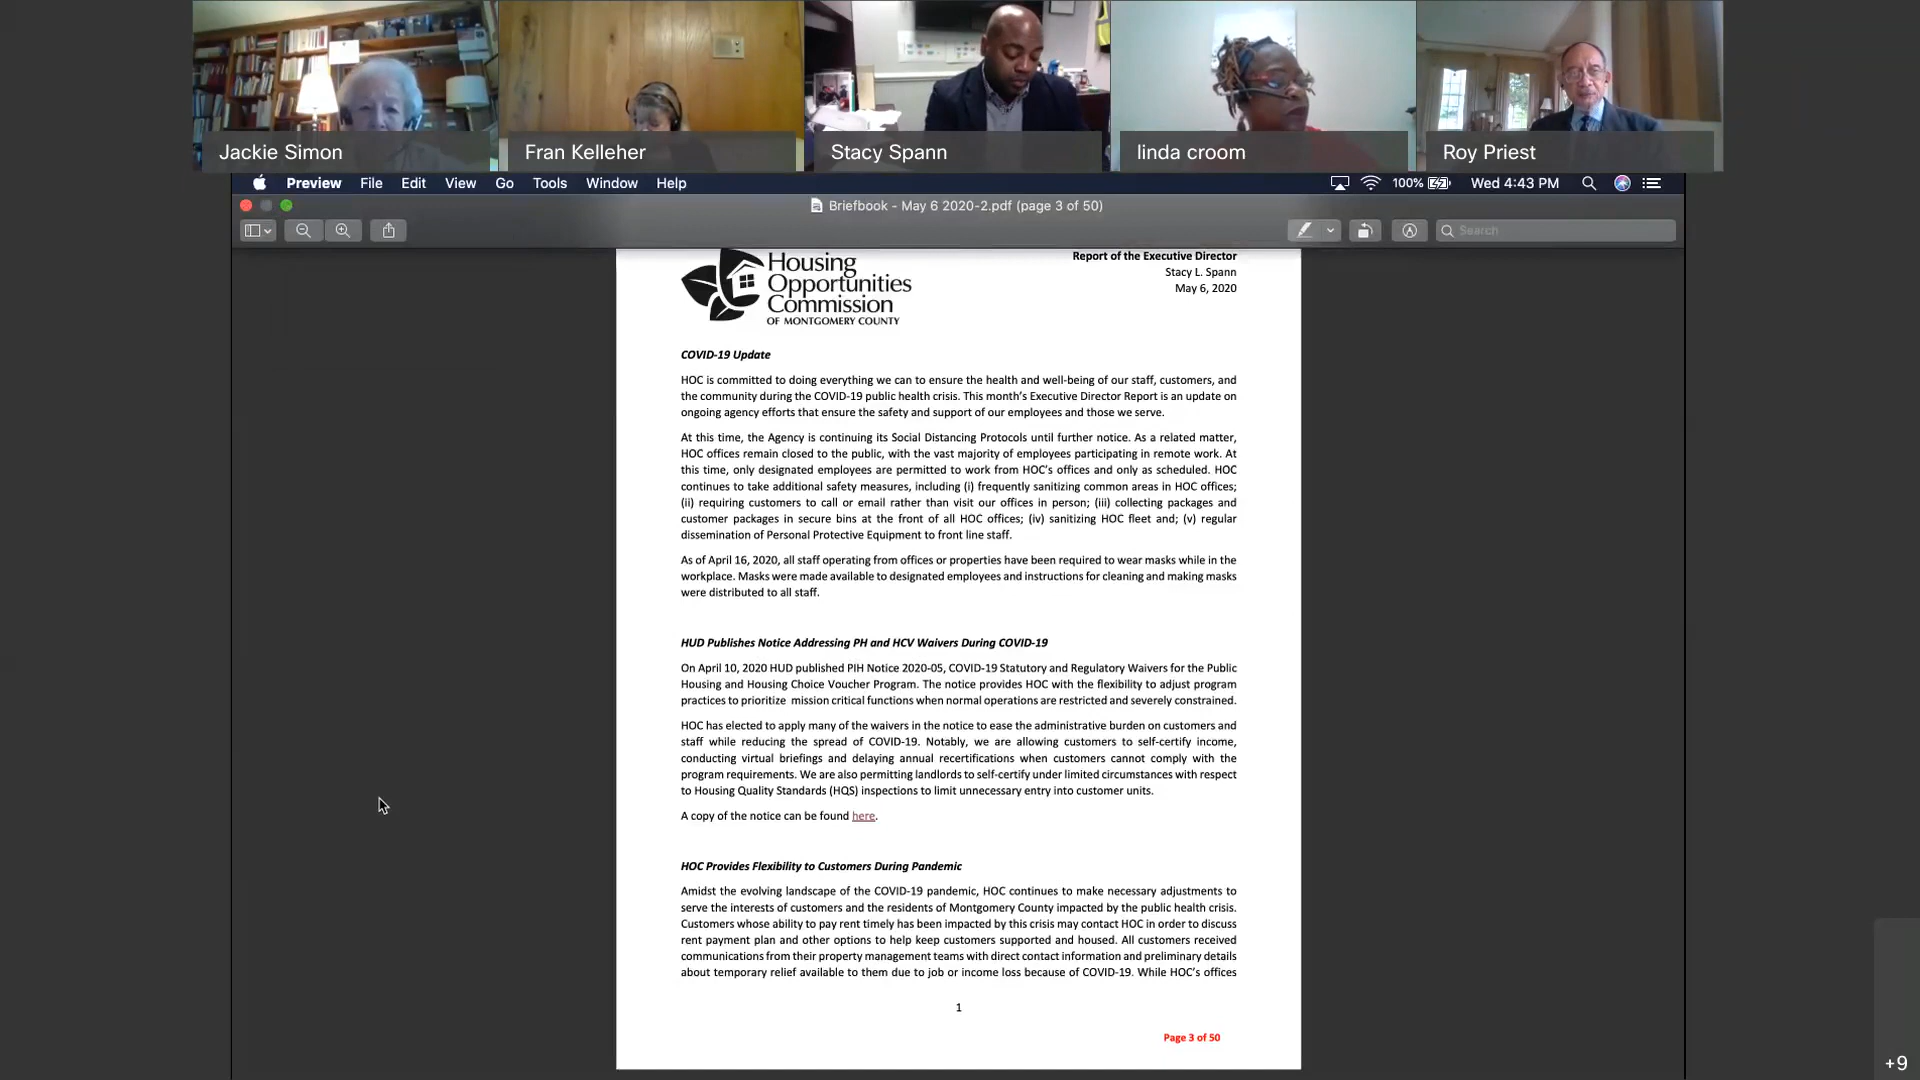 Jackie Simon
Fran Kelleher
Stacy Spann
linda croom
Roy Priest
Preview File Edit View Go Tools Window Help 100% Wed 4:43 PM
Briefbook - May 6 2020-2.pdf (page 3 of 50)
Search
Housing
Opportunities
Commission
OF MONTGOMERY COUNTY
Report of the Executive Director
Stacy L. Spann
May 6, 2020
COVID-19 Update
HOC is committed to doing everything we can to ensure the health and well-being of our staff, customers, and
the community during the COVID-19 public health crisis. This month's Executive Director Report is an update on
ongoing agency efforts that ensure the safety and support of our employees and those we serve.
At this time, the Agency is continuing its Social Distancing Protocols until further notice. As a related matter,
HOC offices remain closed to the public, with the vast majority of employees participating in remote work. At
this time, only designated employees are permitted to work from HOC's offices and only as scheduled. HOC
continues to take additional safety measures, including (i) frequently sanitizing common areas in HOC offices;
(ii) requiring customers to call or email rather than visit our offices in person; (iii) collecting packages and
customer packages in secure bins at the front of all HOC offices; (iv) sanitizing HOC fleet and; (v) regular
dissemination of Personal Protective Equipment to front line staff.
As of April 16, 2020, all staff operating from offices or properties have been required to wear masks while in the
workplace. Masks were made available to designated employees and instructions for cleaning and making masks
were distributed to all staff.
HUD Publishes Notice Addressing PH and HCV Waivers During COVID-19
On April 10, 2020 HUD published PIH Notice 2020-05, COVID-19 Statutory and Regulatory Waivers for the Public
Housing and Housing Choice Voucher Program. The notice provides HOC with the flexibility to adjust program
practices to prioritize mission critical functions when normal operations are restricted and severely constrained.
HOC has elected to apply many of the waivers in the notice to ease the administrative burden on customers and
staff while reducing the spread of COVID-19. Notably, we are allowing customers to self-certify income,
conducting virtual briefings and delaying annual recertifications when customers cannot comply with the
program requirements. We are also permitting landlords to self-certify under limited circumstances with respect
to Housing Quality Standards (HQS) inspections to limit unnecessary entry into customer units.
A copy of the notice can be found here.
HOC Provides Flexibility to Customers During Pandemic
Amidst the evolving landscape of the COVID-19 pandemic, HOC continues to make necessary adjustments to
serve the interests of customers and the residents of Montgomery County impacted by the public health crisis.
Customers whose ability to pay rent timely has been impacted by this crisis may contact HOC in order to discuss
rent payment plan and other options to help keep customers supported and housed. All customers received
communications from their property management teams with direct contact information and preliminary details
about temporary relief available to them due to job or income loss because of COVID-19. While HOC's offices
1
Page 3 of 50
+9